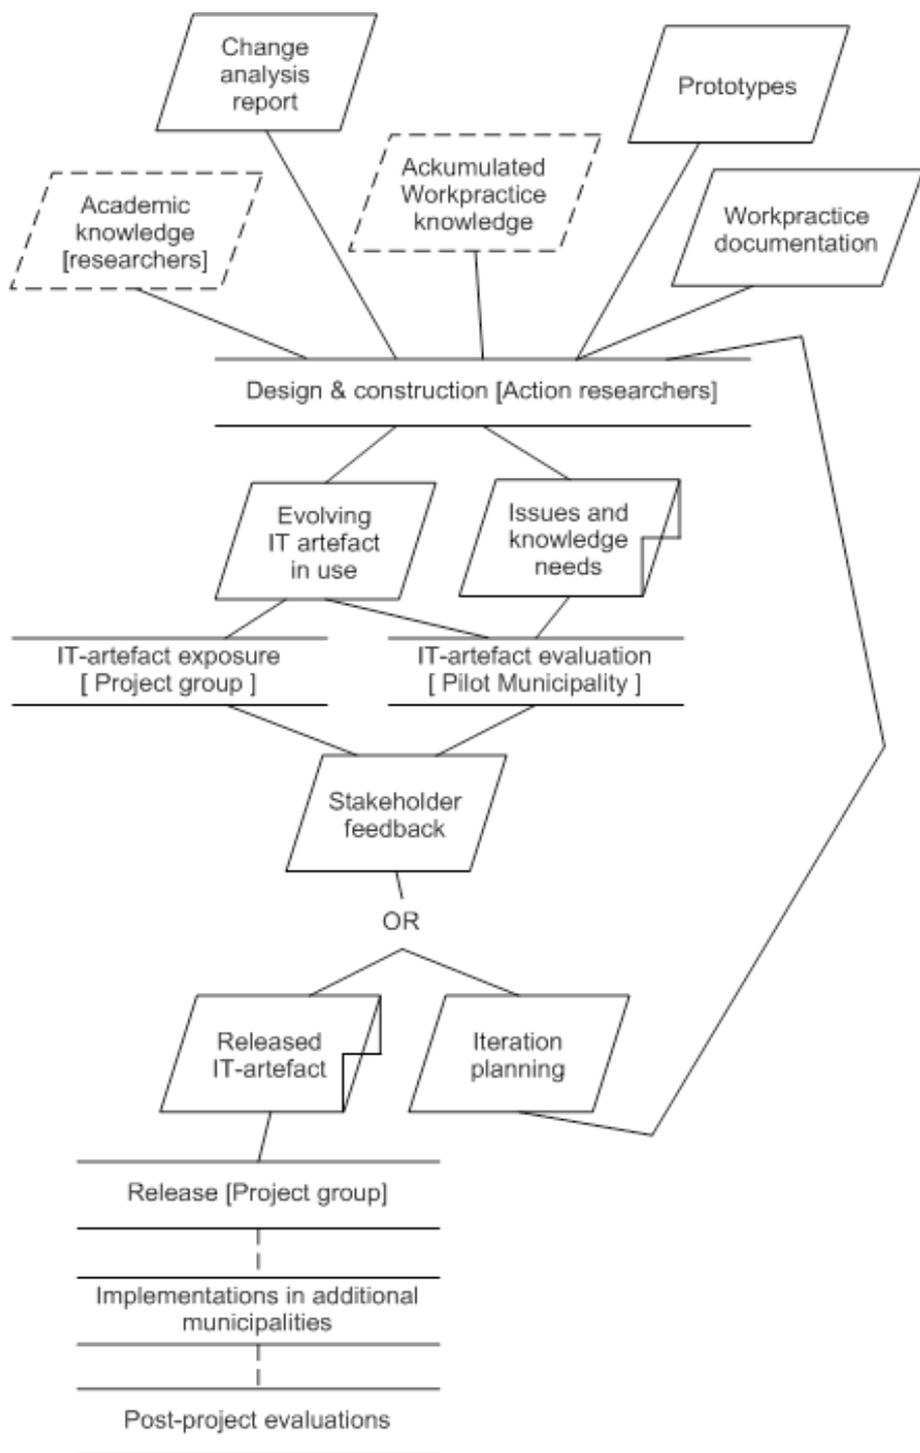 Change
analysis
report
Prototypes
Ackumulated
Workpractice
knowledge
Academic
knowledge
[researchers]
Workpractice
documentation
Design & construction [Action researchers]
Evolving
IT artefact
in use
Issues and
knowledge
needs
IT-artefact exposure
[ Project group ]
IT-artefact evaluation
[ Pilot Municipality ]
Stakeholder
feedback
OR
Released
IT-artefact
Iteration
planning
Release [Project group]
Implementations in additional
municipalities
Post-project evaluations